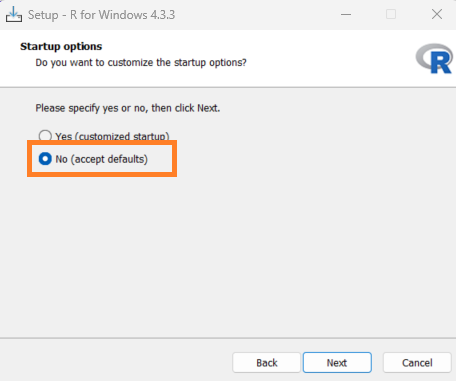 Setup - R for Windows 4.3.3
Startup options
Do you want to customize the startup options?
R
Please specify yes or no, then click Next.
Yes (customized startup)
No (accept defaults)
Back
Next
Cancel